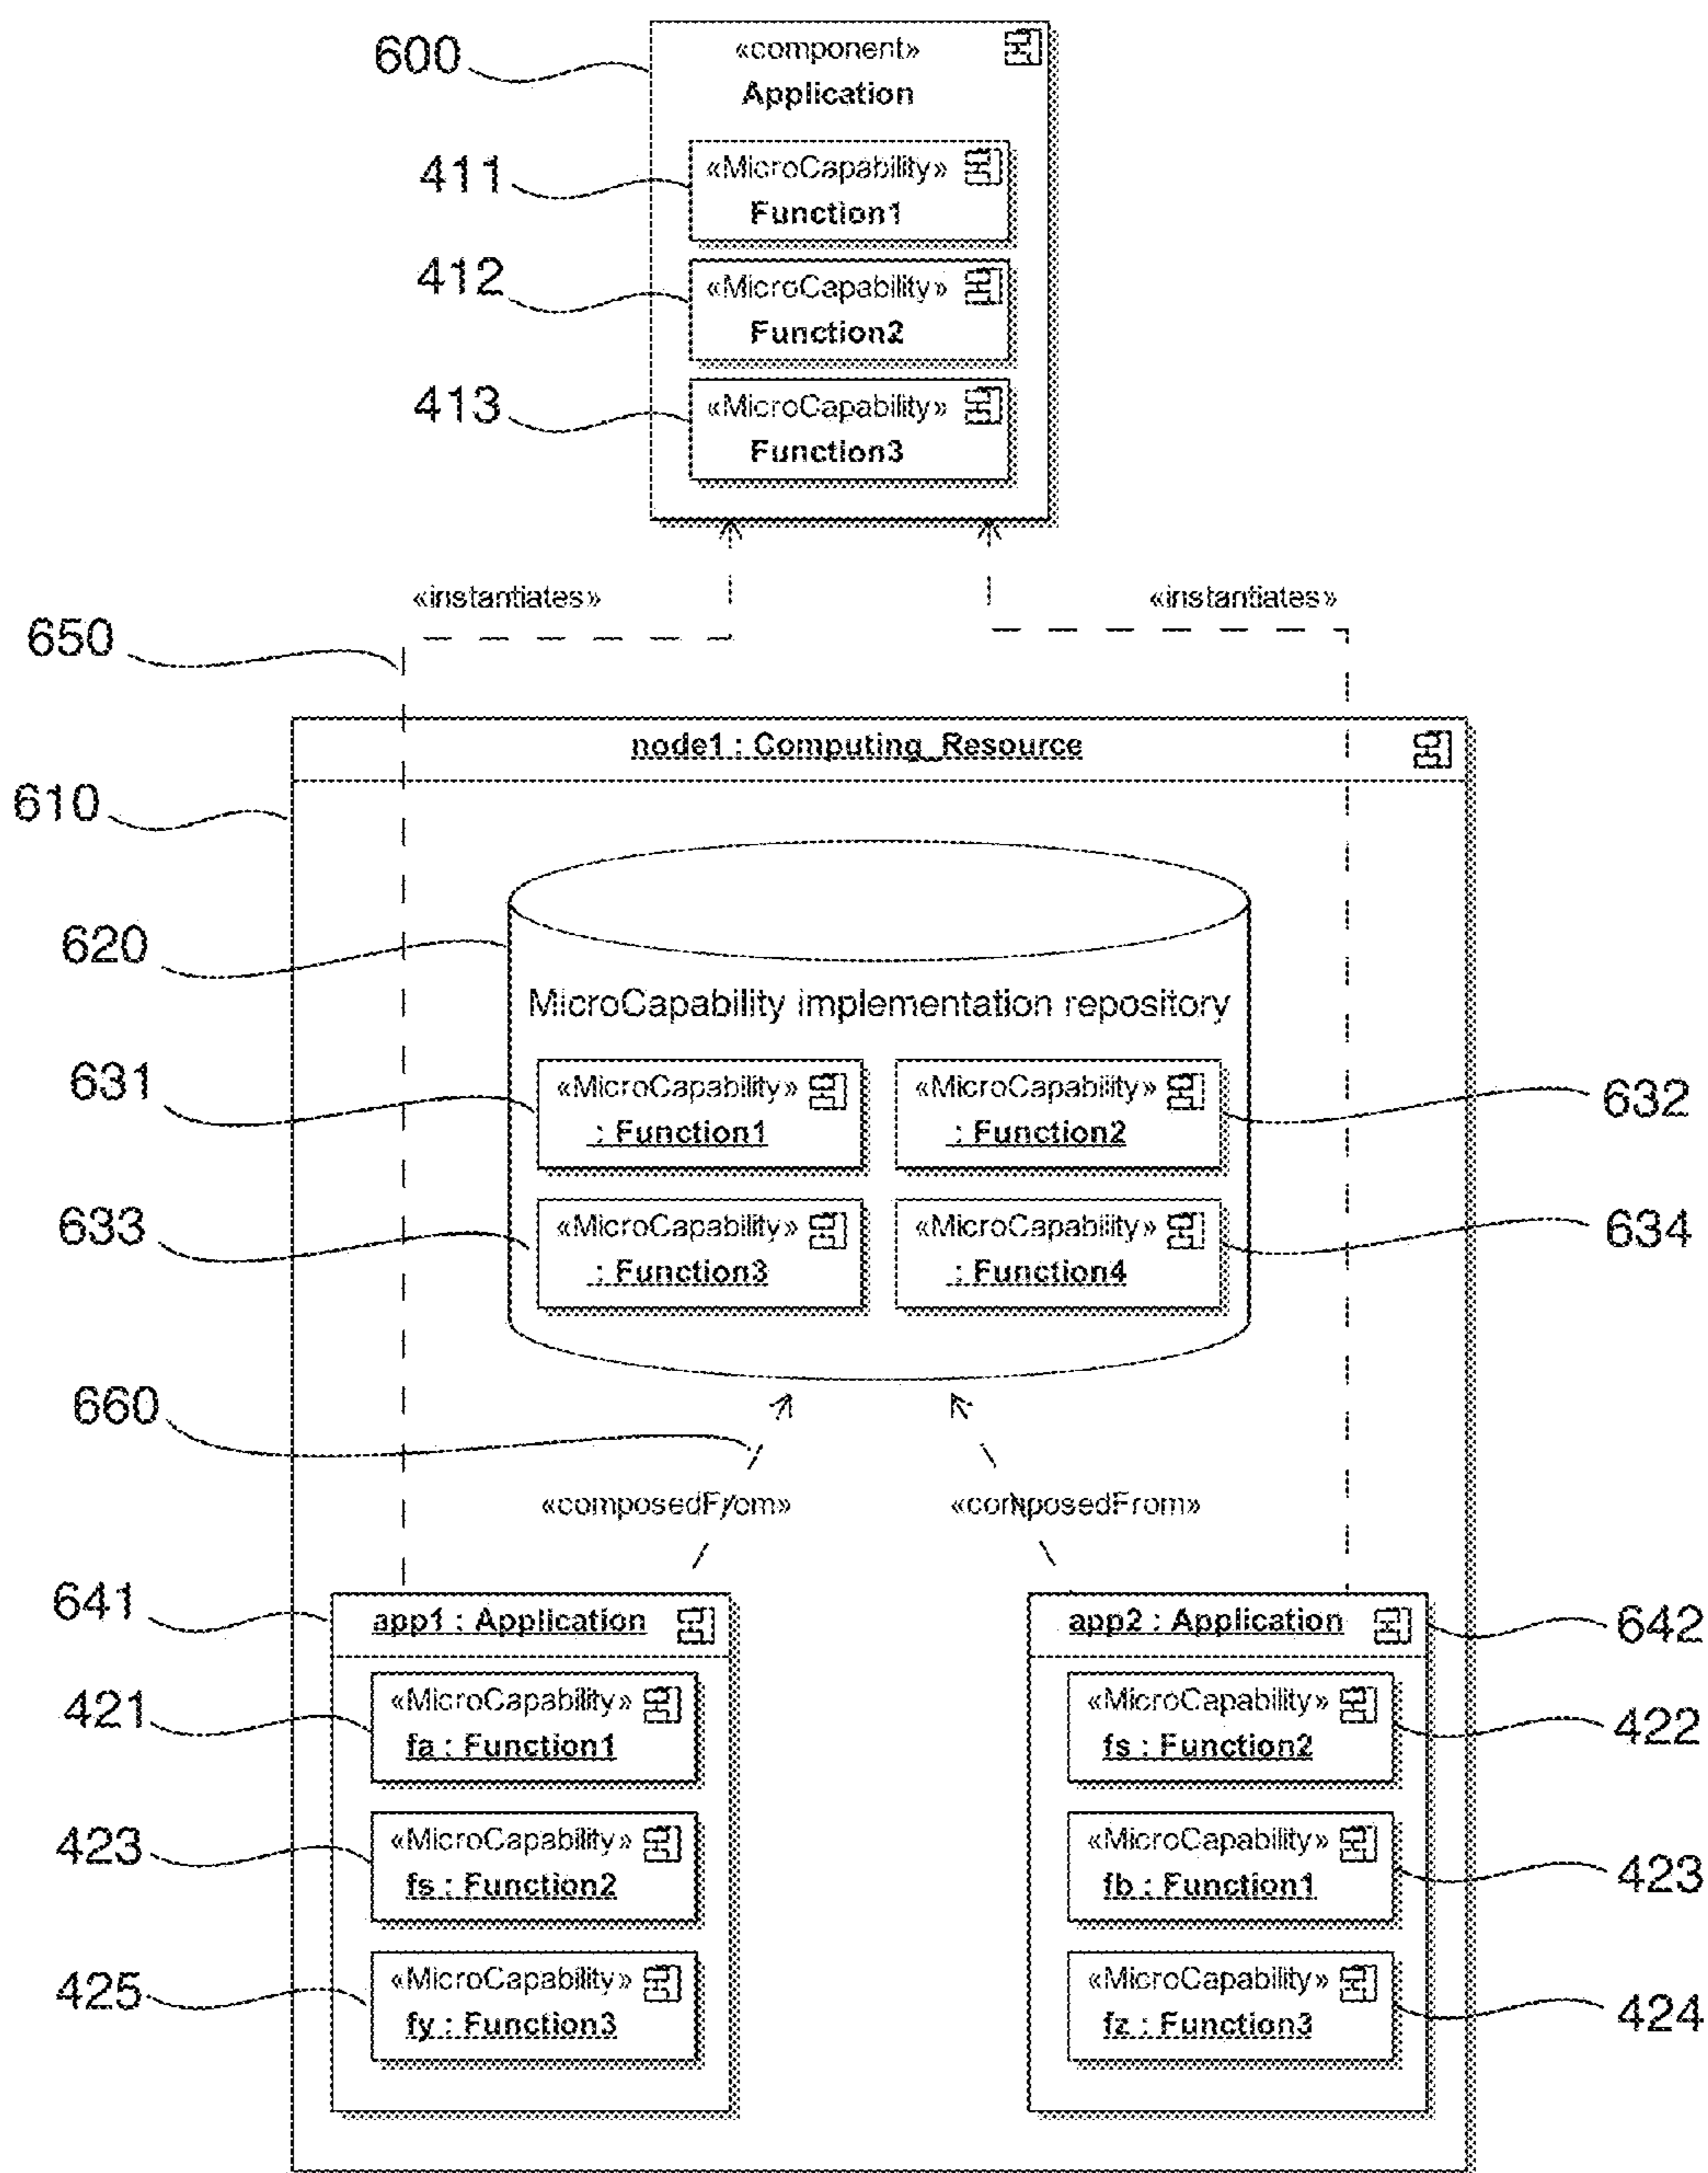 600
«component»
Application
411
«MicroCapability»
Function1
412
«MicroCapability»
Function2
413
«MicroCapability»
Function3
«instantiates»
«instantiates»
650
node1 : Computing_Resource
610
620
MicroCapability implementation repository
631
«MicroCapability»
: Function1
«MicroCapability»
: Function2
632
633
«MicroCapability»
: Function3
«MicroCapability»
: Function4
634
660
«composedFrom»
«composedFrom»
641
app1 : Application
app2 : Application
642
421
«MicroCapability»
fa : Function1
«MicroCapability»
fs : Function2
422
423
«MicroCapability»
fs : Function2
«MicroCapability»
fb : Function1
423
425
«MicroCapability»
fy : Function3
«MicroCapability»
fz : Function3
424